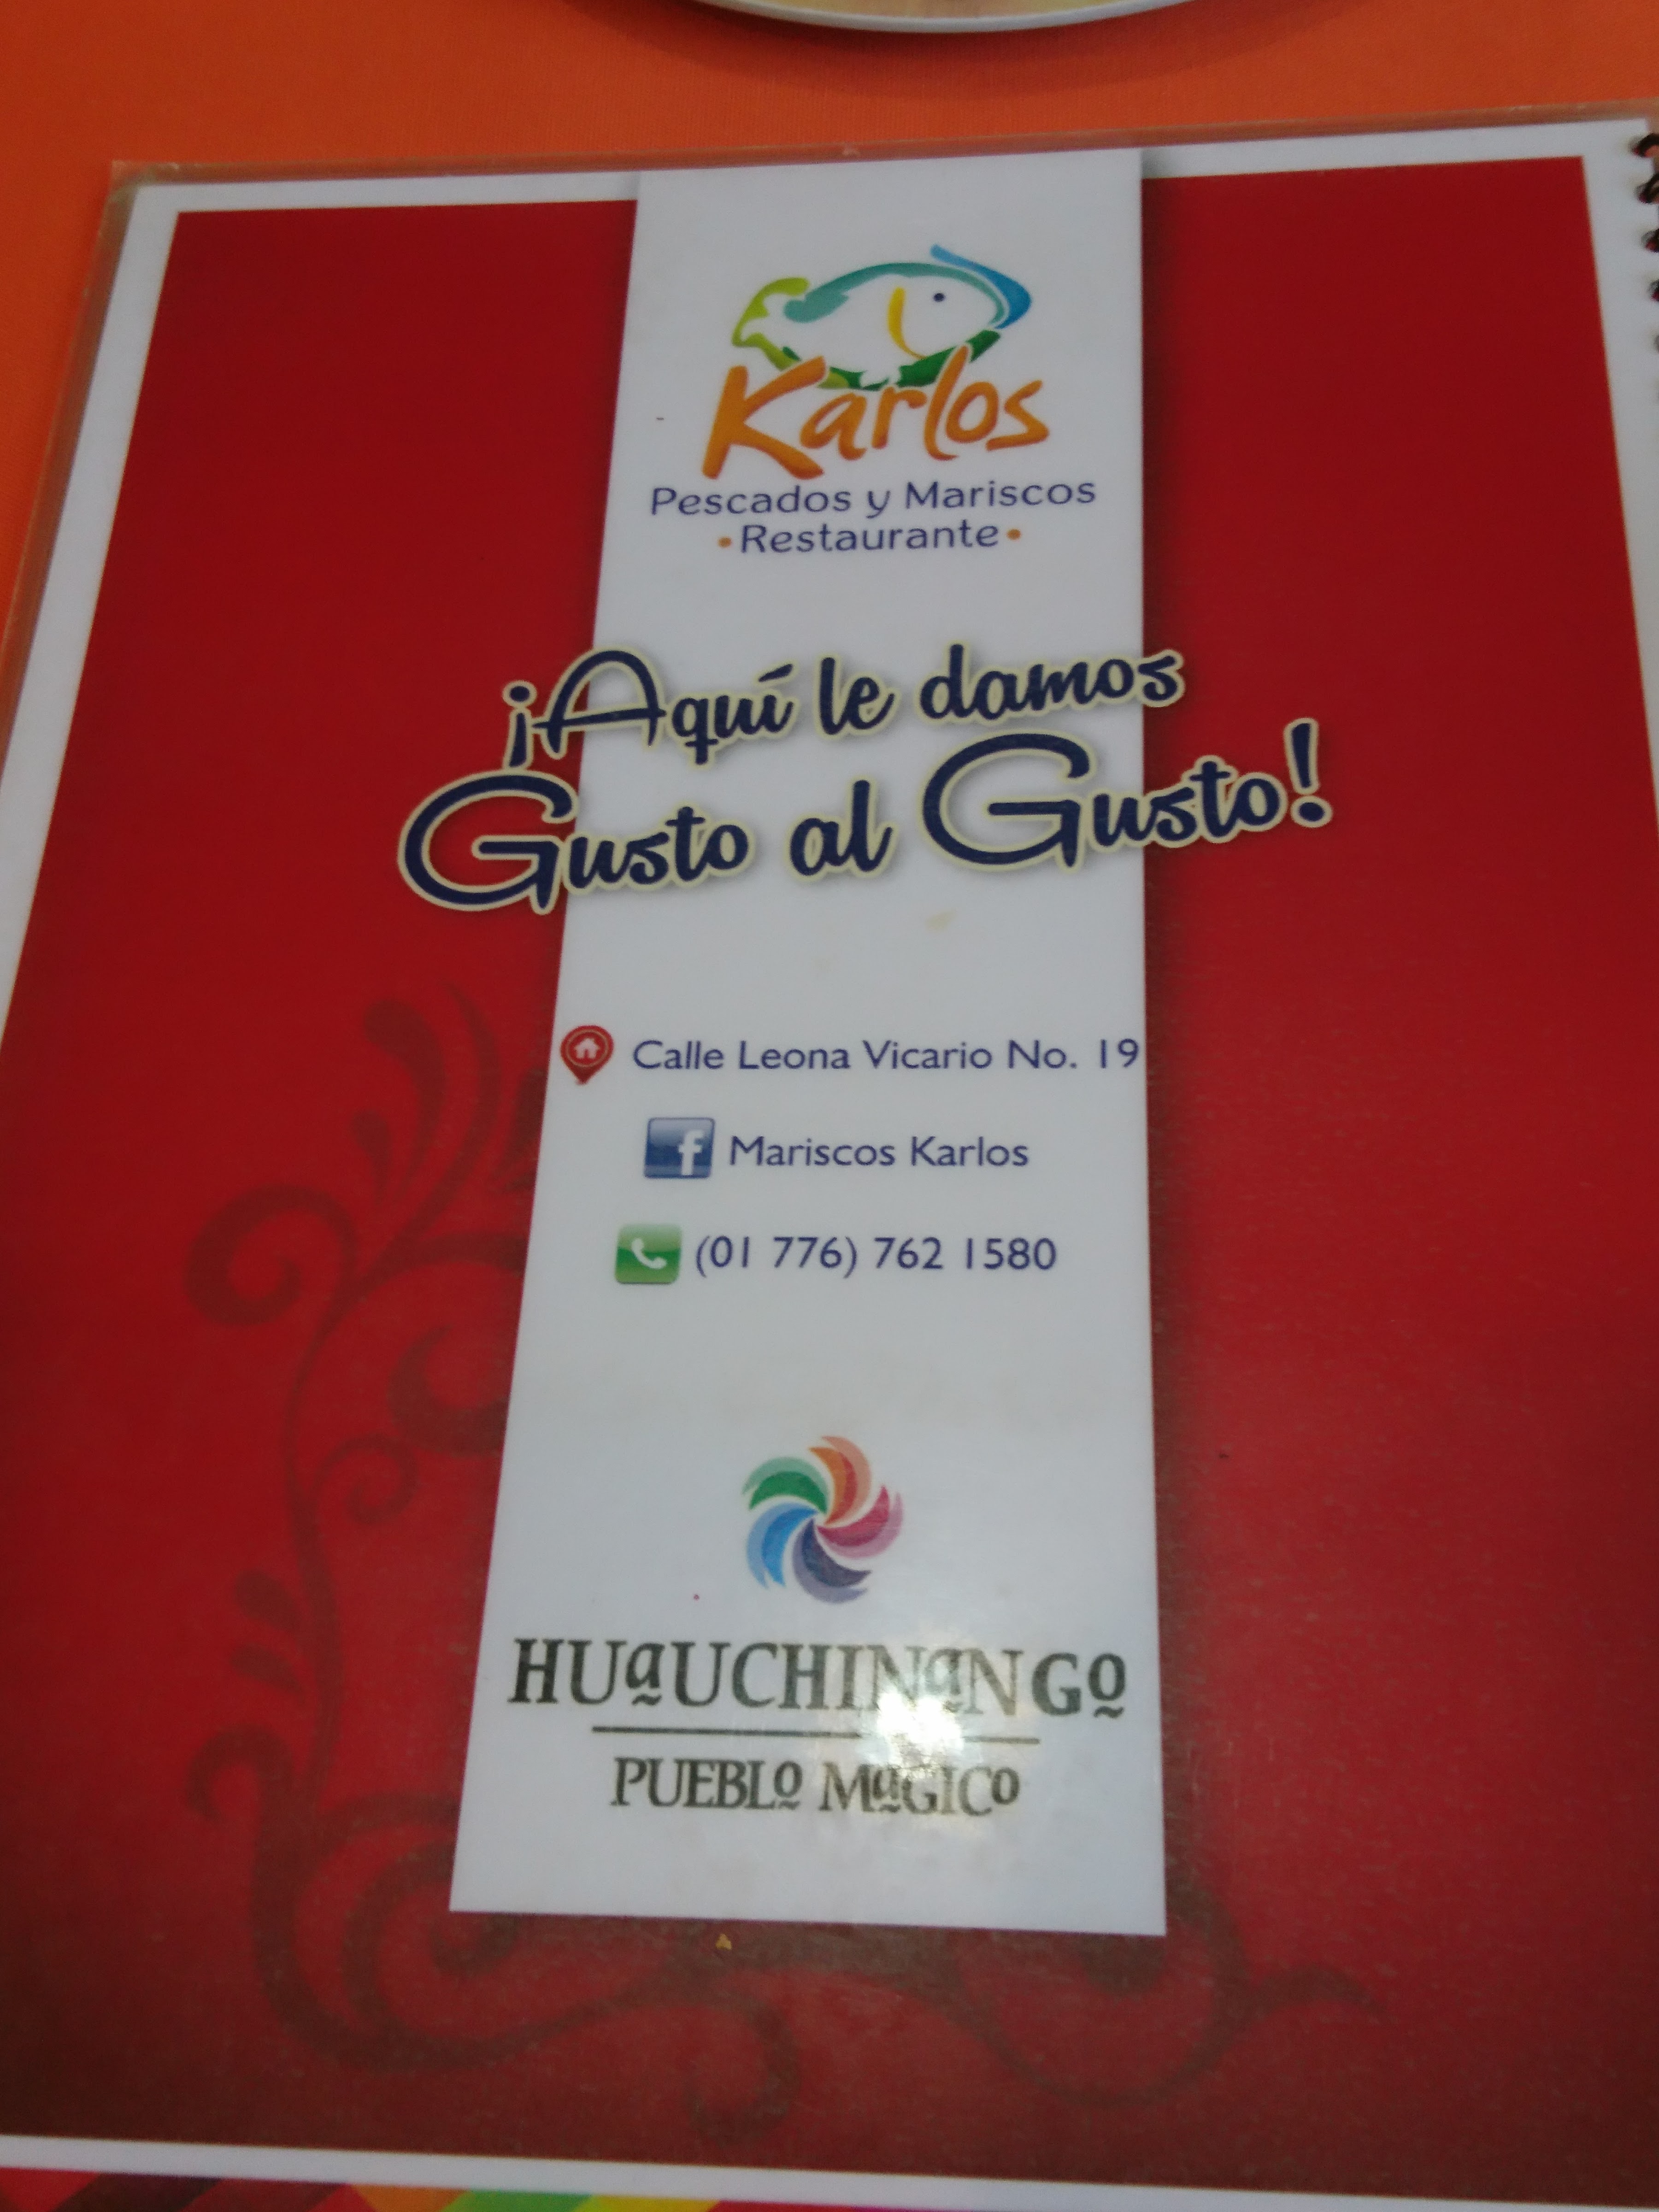 Karlos
Pescados y Mariscos
•Restaurante•
¡Aquí le damos
Gusto al Gusto!
Calle Leona Vicario No. 19
f Mariscos Karlos
(01 776) 762 1580
HUaUCHINaNGo
PUEBLo MaGICo